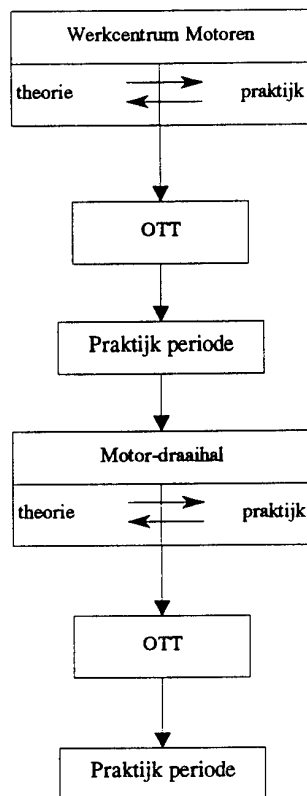 Werkcentrum Motoren
theorie praktijk
OTT
Praktijk periode
Motor-draaihal
theorie praktijk
OTT
Praktijk periode